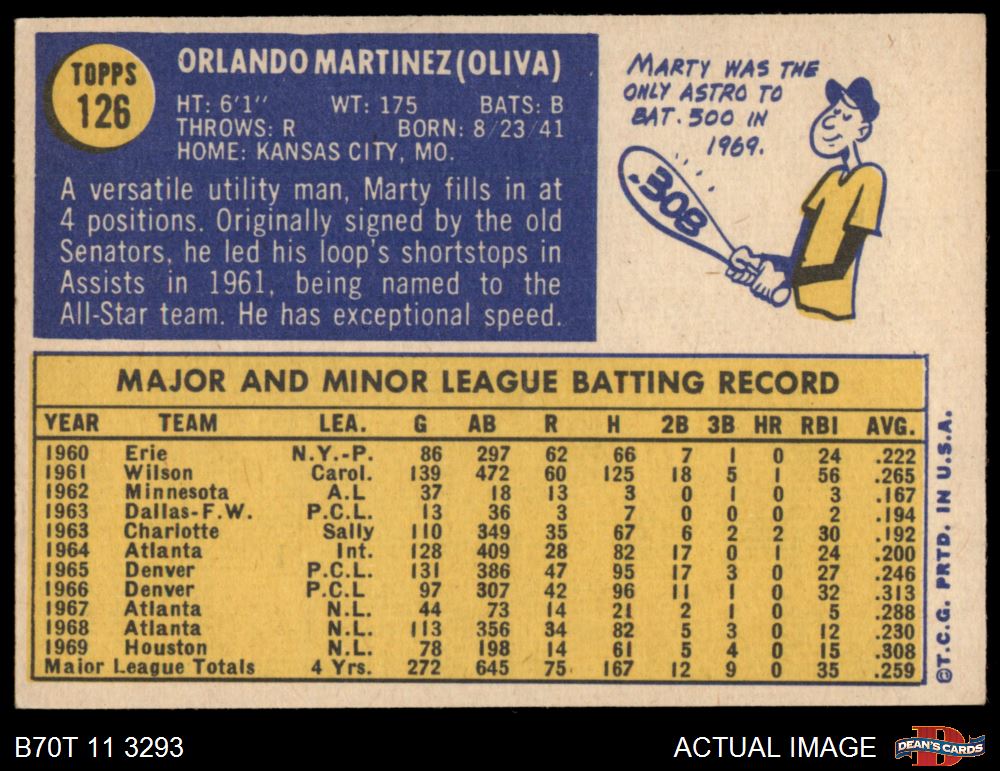 TOPPS
126
ORLANDO MARTINEZ (OLIVA)
HT: 6'1" WT: 175 BATS: B
THROWS: R BORN: 8/23/41
HOME: KANSAS CITY, MO.
A versatile utility man, Marty fills in at
4 positions. Originally signed by the old
Senators, he led his loop's shortstops in
Assists in 1961, being named to the
All-Star team. He has exceptional speed.
MARTY WAS THE
ONLY ASTRO TO
BAT .500 IN
1969.
.308
MAJOR AND MINOR LEAGUE BATTING RECORD
YEAR TEAM LEA. G AB R H 2B 3B HR RBI AVG.
1960 Erie N.Y.-P. 86 297 62 66 7 1 0 24 .222
1961 Wilson Carol. 139 472 60 125 18 5 1 56 .265
1962 Minnesota A.L 37 18 13 3 0 1 0 3 .167
1963 Dallas-F.W. P.C.L. 13 36 3 7 0 0 0 2 .194
1963 Charlotte Sally 110 349 35 67 6 2 2 30 .192
1964 Atlanta Int. 128 409 28 82 17 0 1 24 .200
1965 Denver P.C.L. 131 386 47 95 17 3 0 27 .246
1966 Denver P.C.L 97 307 42 96 11 1 0 32 .313
1967 Atlanta N.L. 44 73 14 21 2 1 0 5 .288
1968 Atlanta N.L. 113 356 34 82 5 3 0 12 .230
1969 Houston N.L. 78 198 14 61 5 4 0 15 .308
Major League Totals 4 Yrs. 272 645 75 167 12 9 0 35 .259
©T.C.G. PRTD. IN U.S.A.
B70T 11 3293
ACTUAL IMAGE
DEAN'S CARDS